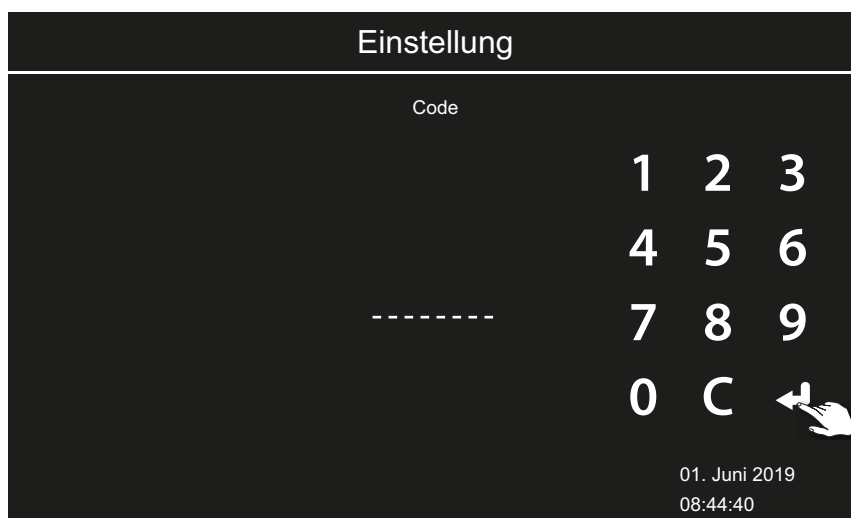 Einstellung
Code
1 2 3
4 5 6
--------
7 8 9
0 C
01. Juni 2019
08:44:40